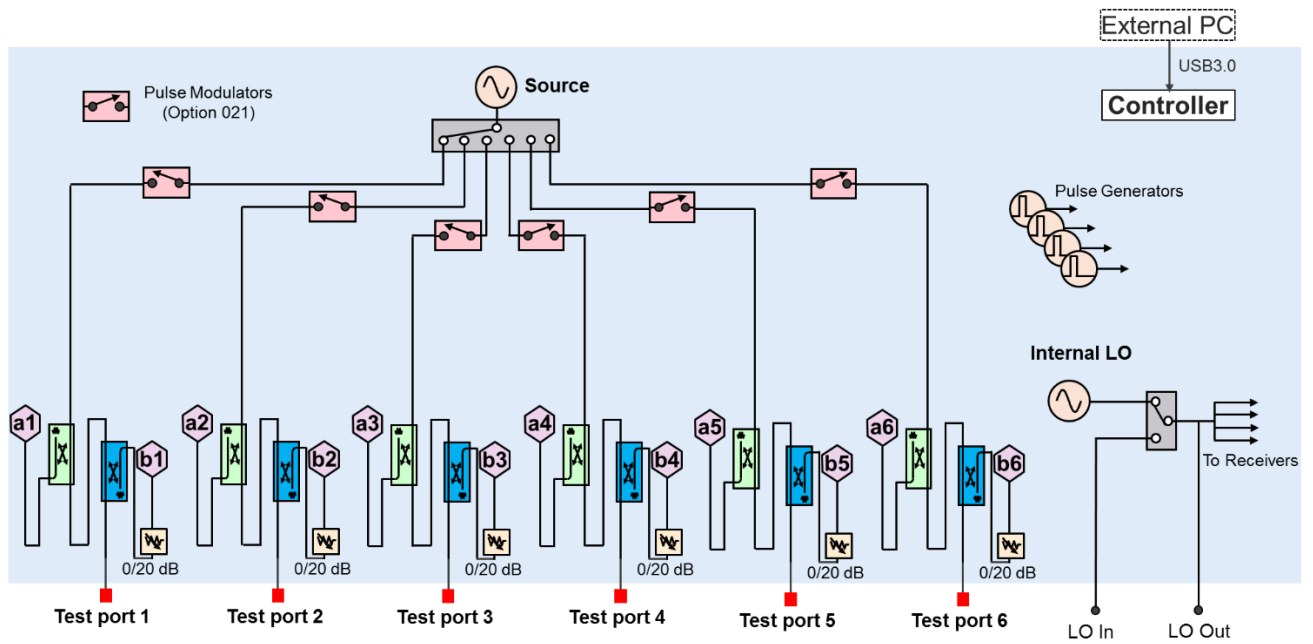 External PC
USB3.0
Controller
Source
Pulse Modulators
(Option 021)
Pulse Generators
Internal LO
a1
a2
a3
a4
a5
a6
b1
b2
b3
b4
b5
b6
To Receivers
0/20 dB
0/20 dB
0/20 dB
0/20 dB
0/20 dB
0/20 dB
Test port 1
Test port 2
Test port 3
Test port 4
Test port 5
Test port 6
LO In
LO Out